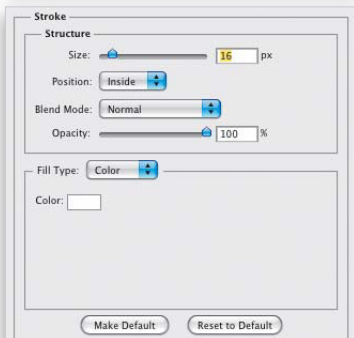 Stroke
Structure
Size: 16 px
Position: Inside
Blend Mode: Normal
Opacity: 100 %
Fill Type: Color
Color:
Make Default Reset to Default